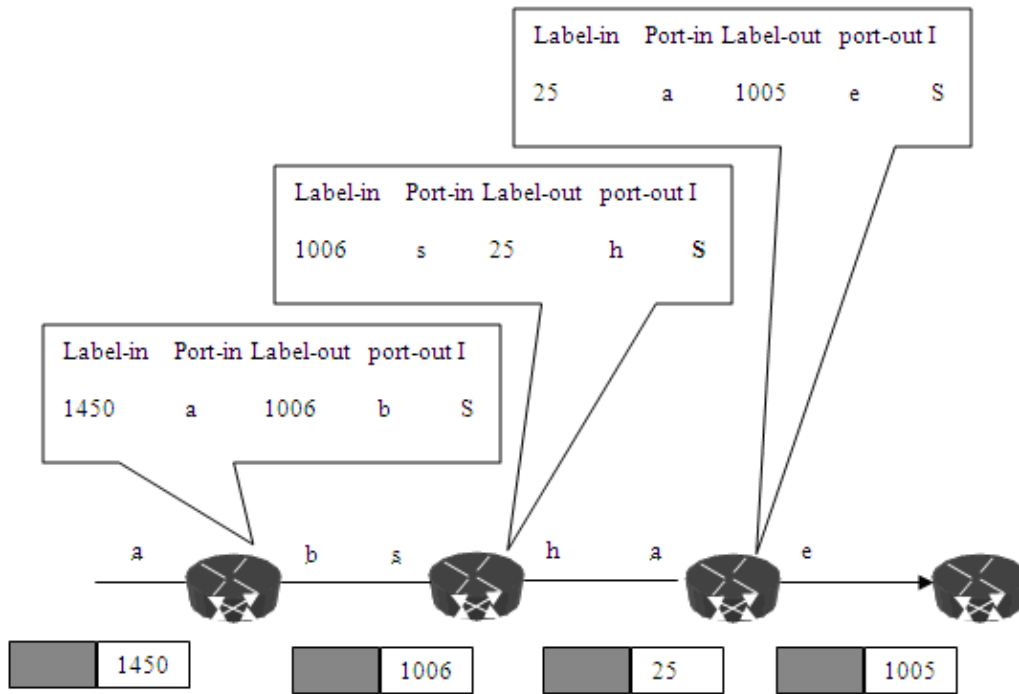 Label-in Port-in Label-out port-out I
25 a 1005 e S
Label-in Port-in Label-out port-out I
1006 s 25 h S
Label-in Port-in Label-out port-out I
1450 a 1006 b S
a b s h a e
1450 1006 25 1005